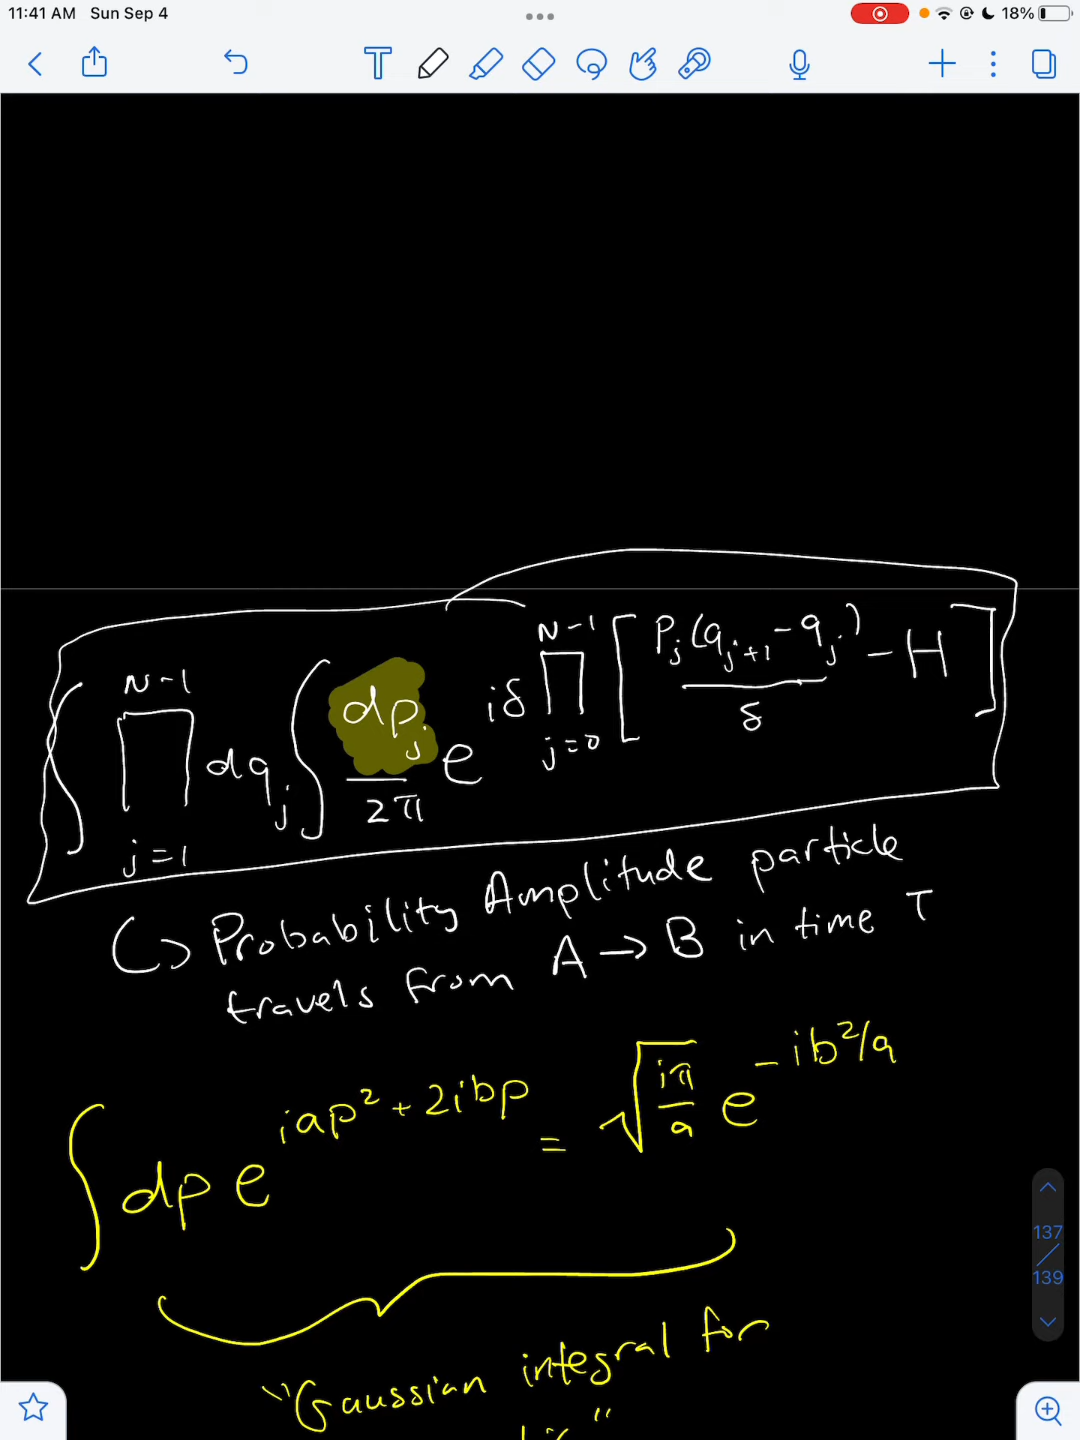 11:41 AM Sun Sep 4
18%
T
∫ ∏_{j=1}^{N-1} dq_j ∫ dp_j/2π e^{iδ ∏_{j=0}^{N-1} [P_j(q_{j+1} - q_j)/δ - H]}
↪ Probability Amplitude particle
travels from A → B in time T
∫ dp e^{iap² + 2ibp} = √(iπ/a) e^{-ib²/a}
137
/
139
"Gaussian integral for
"